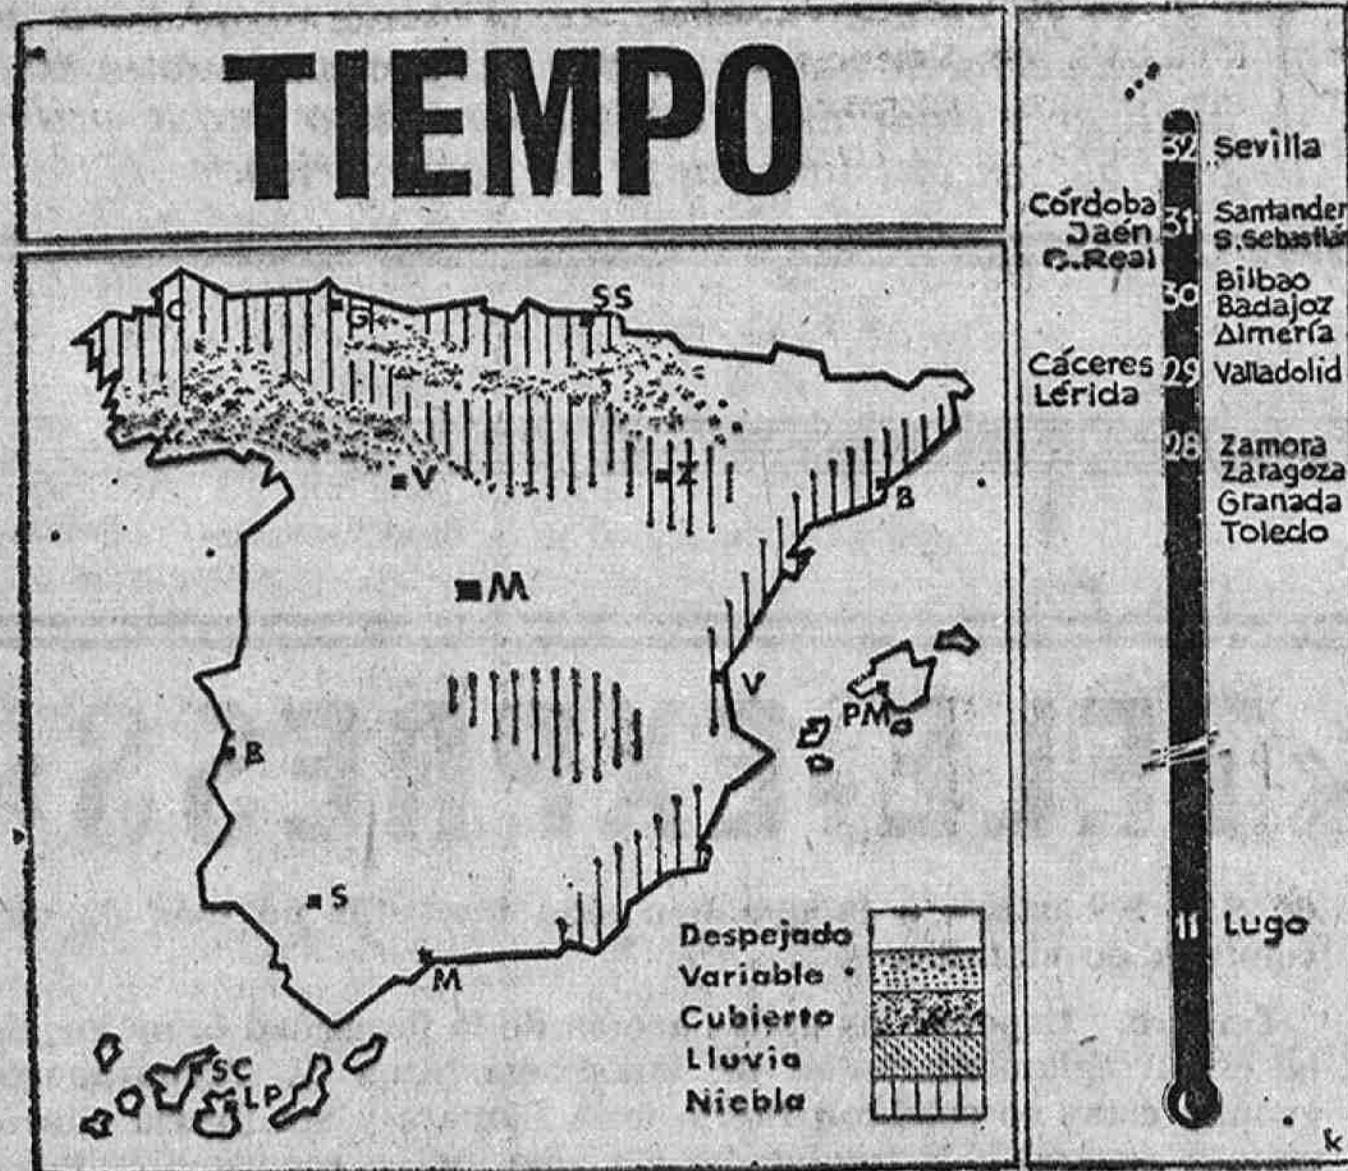 TIEMPO
C
G
SS
V
Z
B
M
V
PM
B
S
M
SC
LP
Despejado
Variable
Cubierto
Lluvia
Niebla
32 Sevilla
Córdoba 31 Santander
Jaén S.Sebastián
C.Real
30 Bilbao
Badajoz
Almería
Cáceres 29 Valladolid
Lérida
28 Zamora
Zaragoza
Granada
Toledo
11 Lugo
k